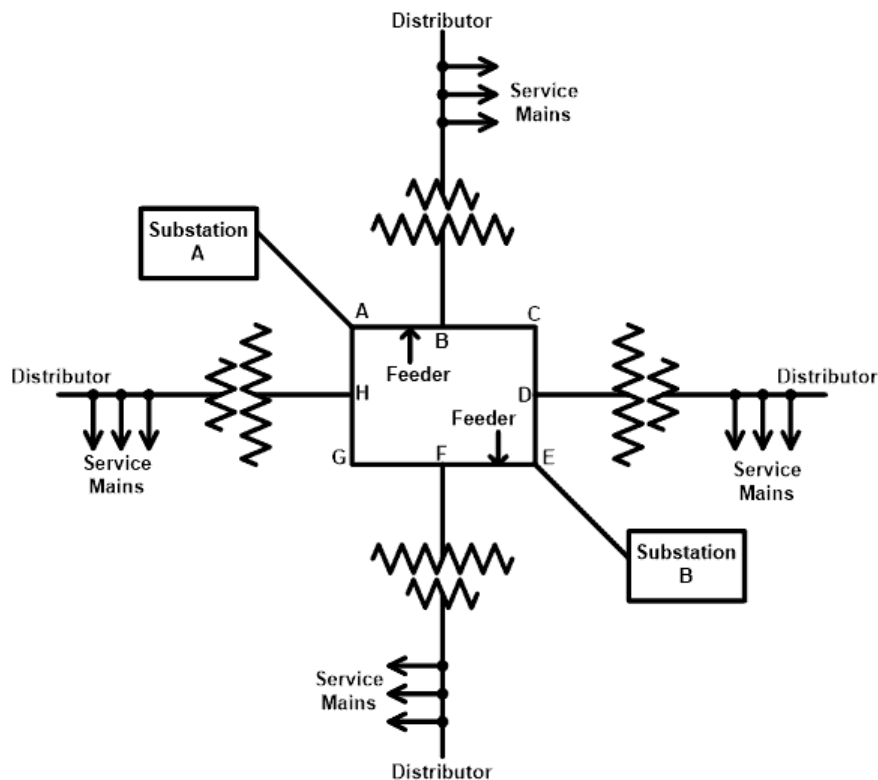 Distributor
Service
Mains
Substation
A
A
B
C
Feeder
Distributor
H
D
Distributor
Feeder
Service
Mains
G
F
E
Service
Mains
Substation
B
Service
Mains
Distributor